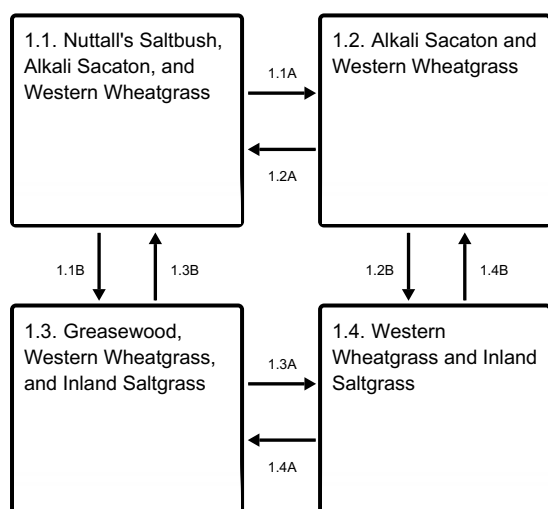 1.1. Nuttall's Saltbush,
Alkali Sacaton, and
Western Wheatgrass
1.1A
1.2A
1.2. Alkali Sacaton and
Western Wheatgrass
1.1B
1.3B
1.2B
1.4B
1.3. Greasewood,
Western Wheatgrass,
and Inland Saltgrass
1.3A
1.4A
1.4. Western
Wheatgrass and Inland
Saltgrass